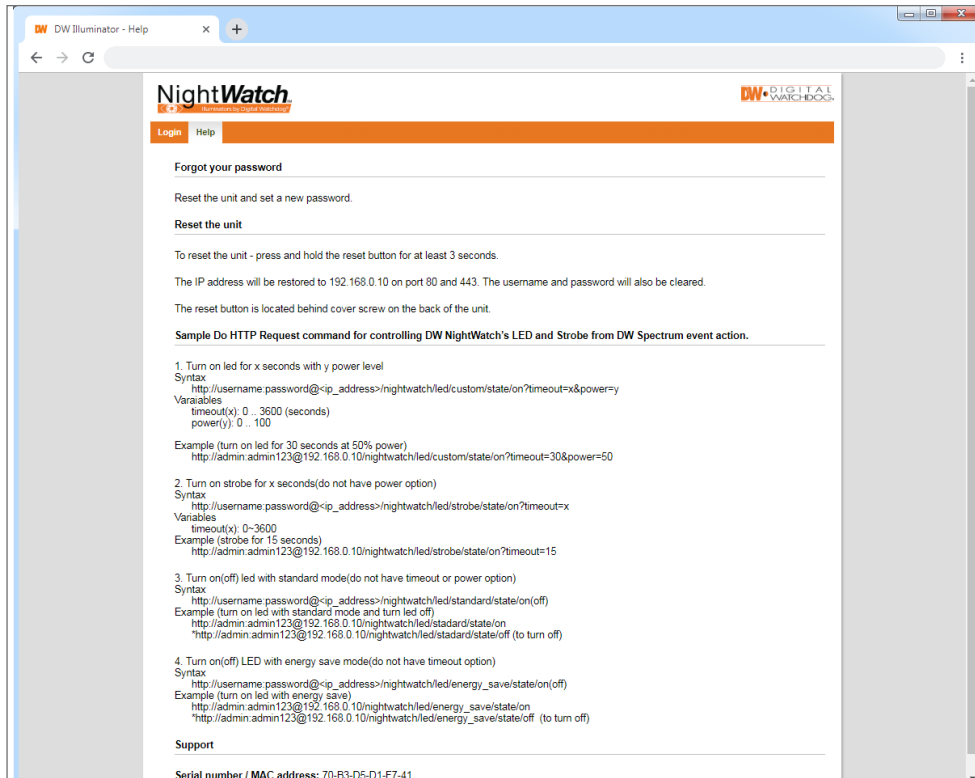 DW Illuminator - Help
NightWatch™
Illuminators by Digital Watchdog®
DW DIGITAL WATCHDOG®
Login Help
Forgot your password
Reset the unit and set a new password.
Reset the unit
To reset the unit - press and hold the reset button for at least 3 seconds.
The IP address will be restored to 192.168.0.10 on port 80 and 443. The username and password will also be cleared.
The reset button is located behind cover screw on the back of the unit.
Sample Do HTTP Request command for controlling DW NightWatch's LED and Strobe from DW Spectrum event action.
1. Turn on led for x seconds with y power level
Syntax
http://username:password@<ip_address>/nightwatch/led/custom/state/on?timeout=x&power=y
Varaiables
timeout(x): 0 .. 3600 (seconds)
power(y): 0 .. 100
Example (turn on led for 30 seconds at 50% power)
http://admin:admin123@192.168.0.10/nightwatch/led/custom/state/on?timeout=30&power=50
2. Turn on strobe for x seconds(do not have power option)
Syntax
http://username:password@<ip_address>/nightwatch/led/strobe/state/on?timeout=x
Variables
timeout(x): 0~3600
Example (strobe for 15 seconds)
http://admin:admin123@192.168.0.10/nightwatch/led/strobe/state/on?timeout=15
3. Turn on(off) led with standard mode(do not have timeout or power option)
Syntax
http://username:password@<ip_address>/nightwatch/led/standard/state/on(off)
Example (turn on led with standard mode and turn led off)
http://admin:admin123@192.168.0.10/nightwatch/led/stadard/state/on
*http://admin:admin123@192.168.0.10/nightwatch/led/stadard/state/off (to turn off)
4. Turn on(off) LED with energy save mode(do not have timeout option)
Syntax
http://username:password@<ip_address>/nightwatch/led/energy_save/state/on(off)
Example (turn on led with energy save)
http://admin:admin123@192.168.0.10/nightwatch/led/energy_save/state/on
*http://admin:admin123@192.168.0.10/nightwatch/led/energy_save/state/off (to turn off)
Support
Serial number / MAC address: 70-B3-D5-D1-F7-41